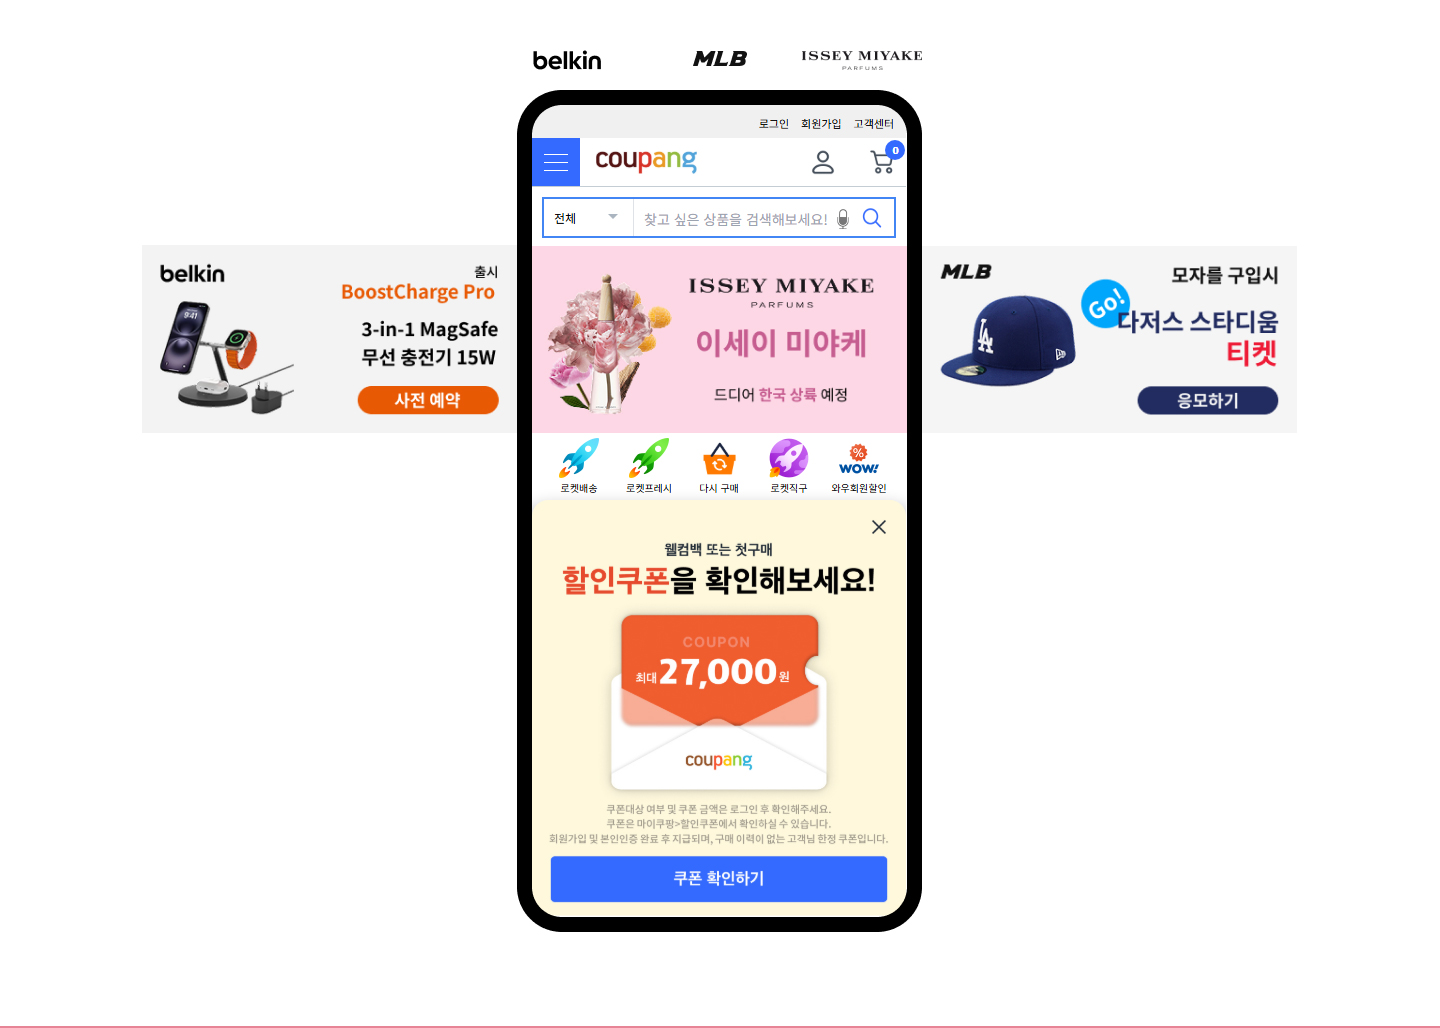 belkin
MLB
ISSEY MIYAKE
PARFUMS
로그인 회원가입 고객센터
coupang
0
전체
찾고 싶은 상품을 검색해보세요!
belkin
출시
BoostCharge Pro
3-in-1 MagSafe
무선 충전기 15W
사전 예약
9:41
ISSEY MIYAKE
PARFUMS
이세이 미야케
드디어 한국 상륙 예정
MLB
모자를 구입시
Go!
다저스 스타디움
티켓
응모하기
LA
로켓배송
로켓프레시
다시 구매
로켓직구
%
WOW!
와우회원할인
웰컴백 또는 첫구매
할인쿠폰을 확인해보세요!
COUPON
최대 27,000원
coupang
쿠폰대상 여부 및 쿠폰 금액은 로그인 후 확인해주세요.
쿠폰은 마이쿠팡>할인쿠폰에서 확인하실 수 있습니다.
회원가입 및 본인인증 완료 후 지급되며, 구매 이력이 없는 고객님 한정 쿠폰입니다.
쿠폰 확인하기